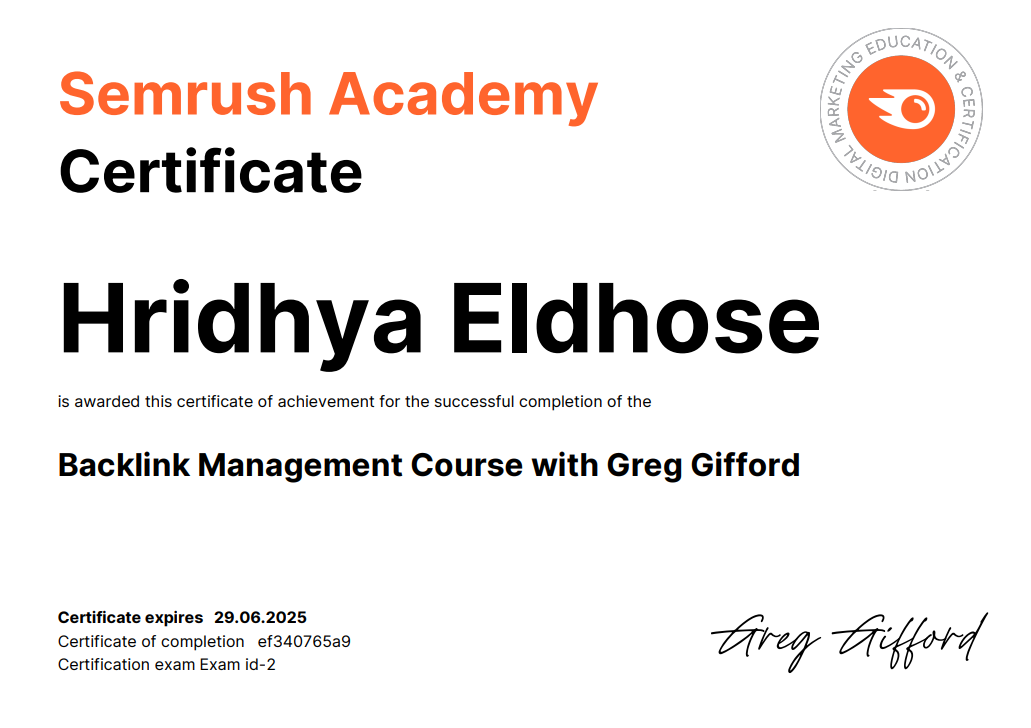 Semrush Academy
Certificate
DIGITAL MARKETING EDUCATION & CERTIFICATION
Hridhya Eldhose
is awarded this certificate of achievement for the successful completion of the
Backlink Management Course with Greg Gifford
Certificate expires 29.06.2025
Certificate of completion ef340765a9
Certification exam Exam id-2
Greg Gifford